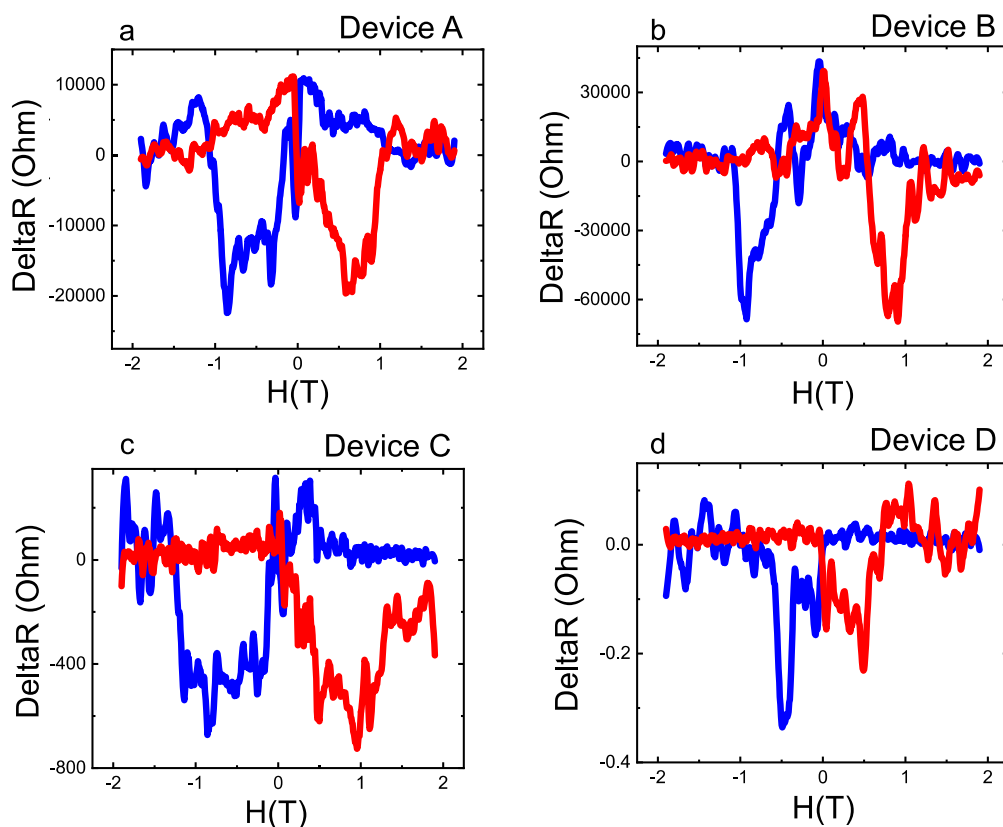 a
Device A
10000
0
-10000
-20000
DeltaR (Ohm)
-2
-1
0
1
2
H(T)
b
Device B
30000
0
-30000
-60000
DeltaR (Ohm)
-2
-1
0
1
2
H(T)
c
Device C
0
-400
-800
DeltaR (Ohm)
-2
-1
0
1
2
H(T)
d
Device D
0.0
-0.2
-0.4
DeltaR (Ohm)
-2
-1
0
1
2
H(T)